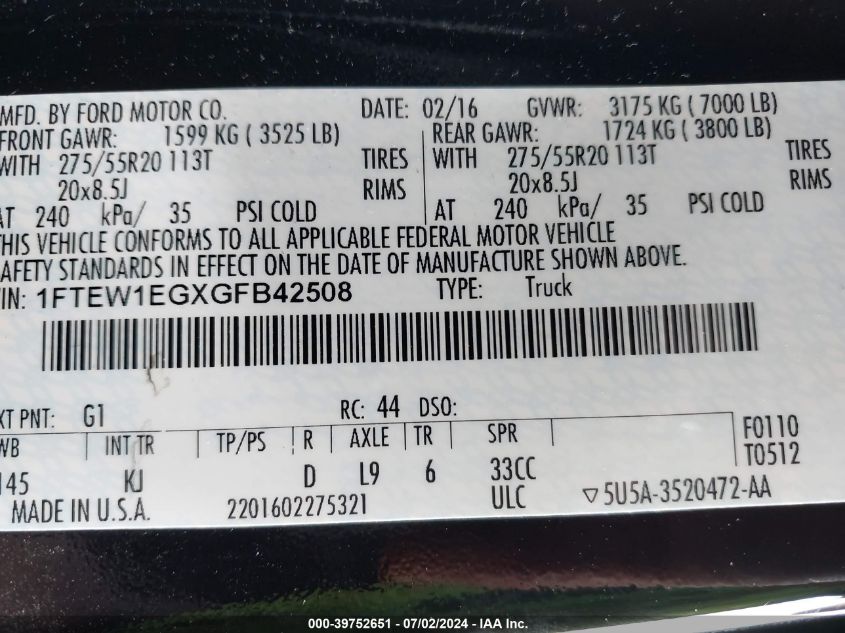 MFD. BY FORD MOTOR CO. DATE: 02/16 GVWR: 3175 KG ( 7000 LB)
FRONT GAWR: 1599 KG ( 3525 LB) REAR GAWR: 1724 KG ( 3800 LB)
WITH 275/55R20 113T TIRES WITH 275/55R20 113T TIRES
20x8.5J RIMS 20x8.5J RIMS
AT 240 kPa/ 35 PSI COLD AT 240 kPa/ 35 PSI COLD
THIS VEHICLE CONFORMS TO ALL APPLICABLE FEDERAL MOTOR VEHICLE
SAFETY STANDARDS IN EFFECT ON THE DATE OF MANUFACTURE SHOWN ABOVE.
VIN: 1FTEW1EGXGFB42508 TYPE: Truck
XT PNT: G1 RC: 44 DSO:
WB INT TR TP/PS R AXLE TR SPR F0110
145 KJ D L9 6 33CC T0512
MADE IN U.S.A. 2201602275321 ULC ▽5U5A-3520472-AA
000-39752651 - 07/02/2024 - IAA Inc.